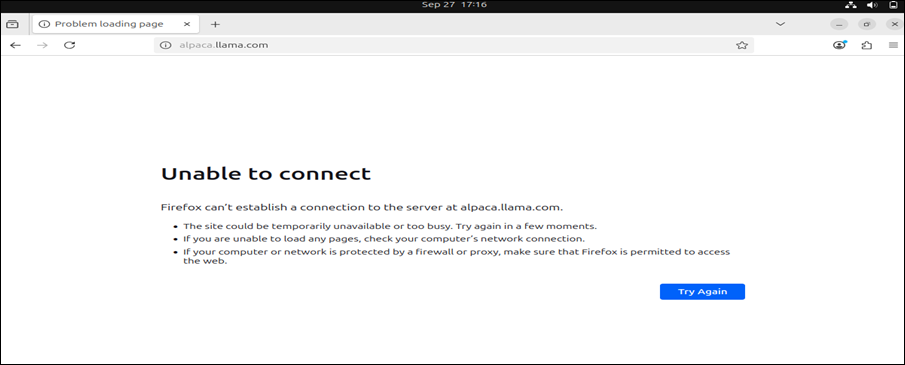 Sep 27 17:16
Problem loading page
alpaca.llama.com
Unable to connect
Firefox can’t establish a connection to the server at alpaca.llama.com.
• The site could be temporarily unavailable or too busy. Try again in a few moments.
• If you are unable to load any pages, check your computer’s network connection.
• If your computer or network is protected by a firewall or proxy, make sure that Firefox is permitted to access
the web.
Try Again